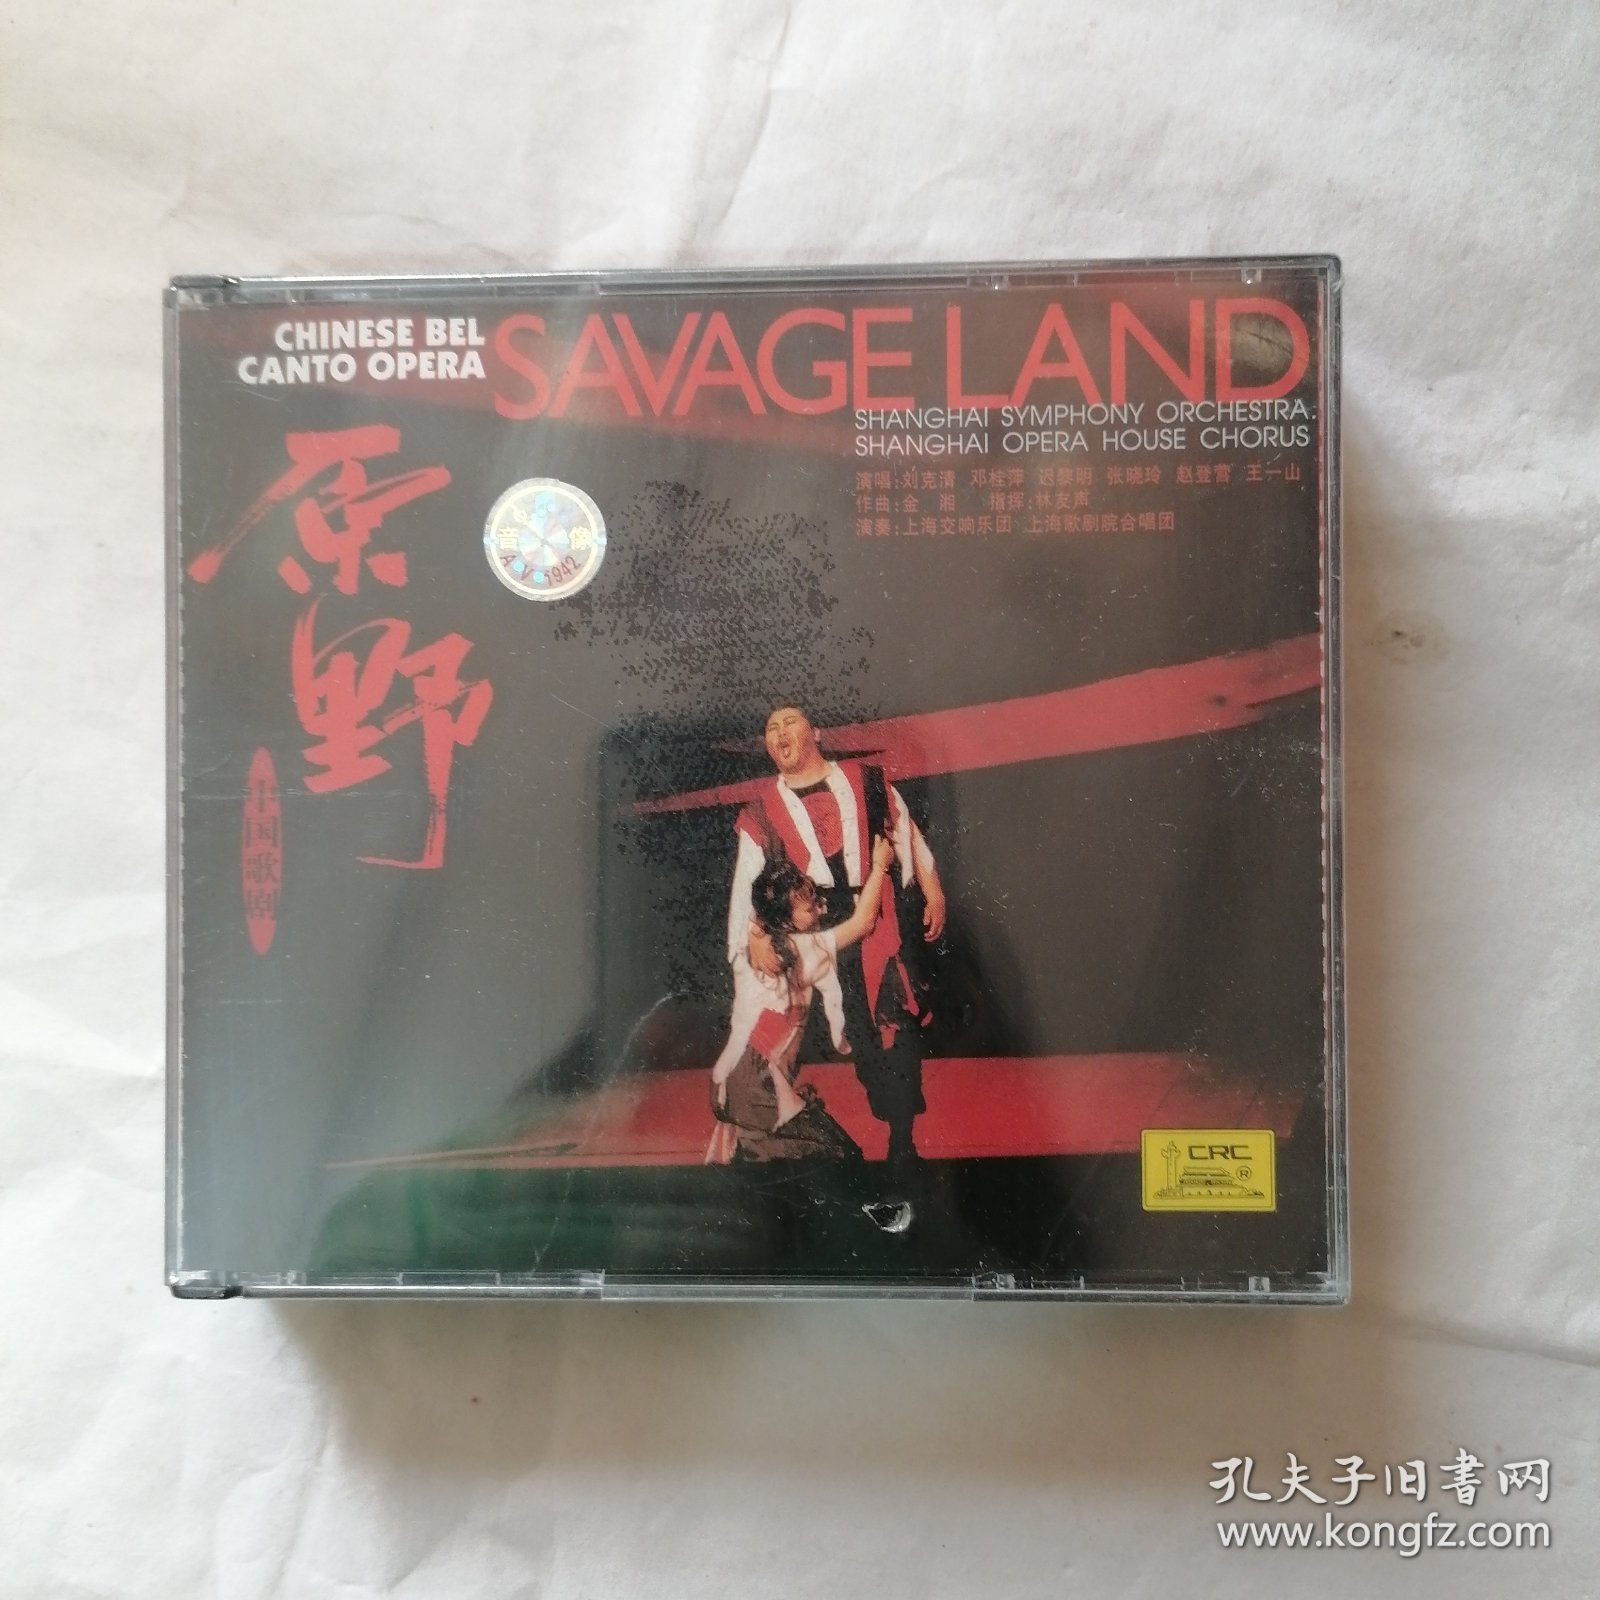 CHINESE BEL
CANTO OPERA
SAVAGE LAND
SHANGHAI SYMPHONY ORCHESTRA.
SHANGHAI OPERA HOUSE CHORUS
演唱:刘克清 邓桂萍 迟黎明 张晓玲 赵登营 王一山
作曲:金 湘 指挥:林友声
演奏:上海交响乐团 上海歌剧院合唱团
原野
中国歌剧
音 像
A V 1942
CRC
®
孔夫子旧书网
www.kongfz.com